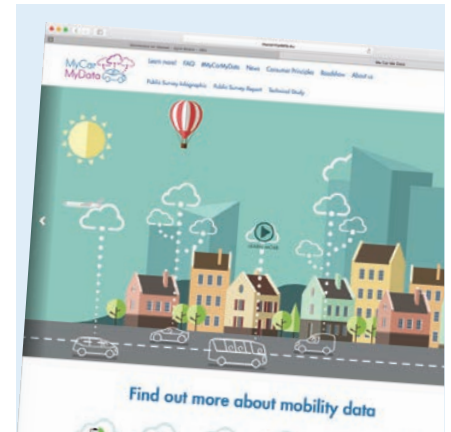 MyCar
MyData
Learn more! FAQ #MyCarMyData News Consumer Principles Roadshow About us
Public Survey Infographic Public Survey Report Technical Study
Find out more about mobility data